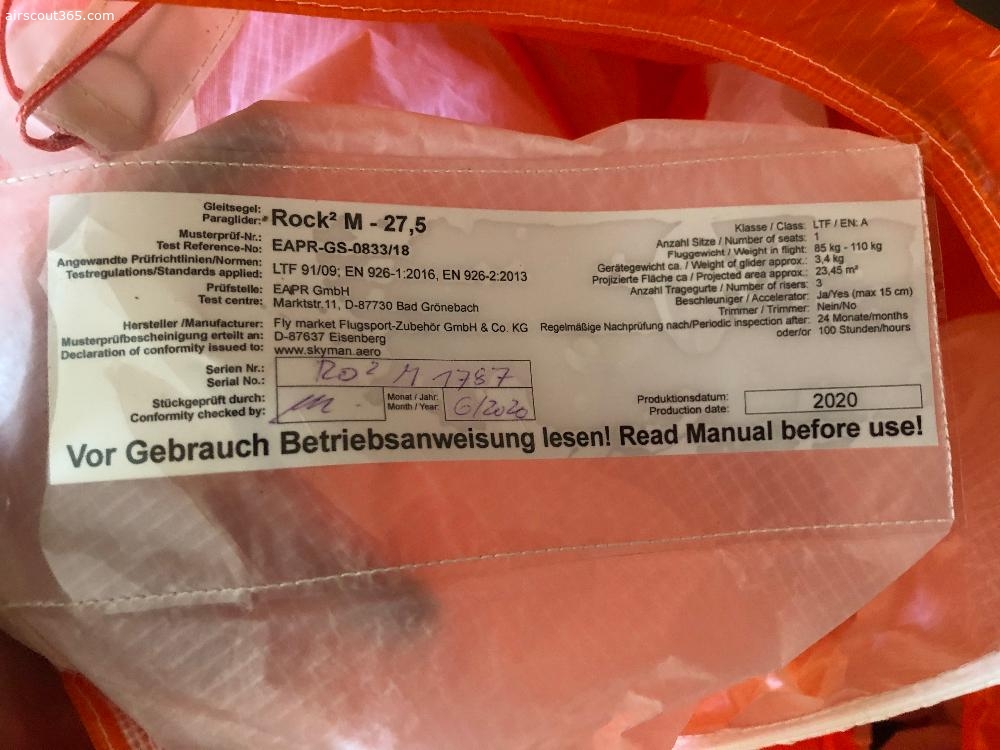 airscout365.com
Gleitsegel:
Paraglider: Rock² M - 27,5
Musterprüf-Nr.:
Test Reference-No: EAPR-GS-0833/18
Angewandte Prüfrichtlinien/Normen:
Testregulations/Standards applied: LTF 91/09; EN 926-1:2016, EN 926-2:2013
Prüfstelle: EAPR GmbH
Test centre: Marktstr.11, D-87730 Bad Grönebach
Hersteller /Manufacturer: Fly market Flugsport-Zubehör GmbH & Co. KG
Musterprüfbescheinigung erteilt an: D-87637 Eisenberg
Declaration of conformity issued to: www.skyman.aero
Serien Nr.:
Serial No.: RO² M 1787
Stückgeprüft durch:
Conformity checked by:
Monat / Jahr:
Month / Year: 6/2020
Klasse / Class: LTF / EN: A
Anzahl Sitze / Number of seats: 1
Fluggewicht / Weight in flight: 85 kg - 110 kg
Gerätegewicht ca. / Weight of glider approx.: 3,4 kg
Projizierte Fläche ca / Projected area approx.: 23,45 m²
Anzahl Tragegurte / Number of risers: 3
Beschleuniger / Accelerator: Ja/Yes (max 15 cm)
Trimmer / Trimmer: Nein/No
Regelmäßige Nachprüfung nach/Periodic inspection after: 24 Monate/months
oder/or 100 Stunden/hours
Produktionsdatum:
Production date: 2020
Vor Gebrauch Betriebsanweisung lesen! Read Manual before use!